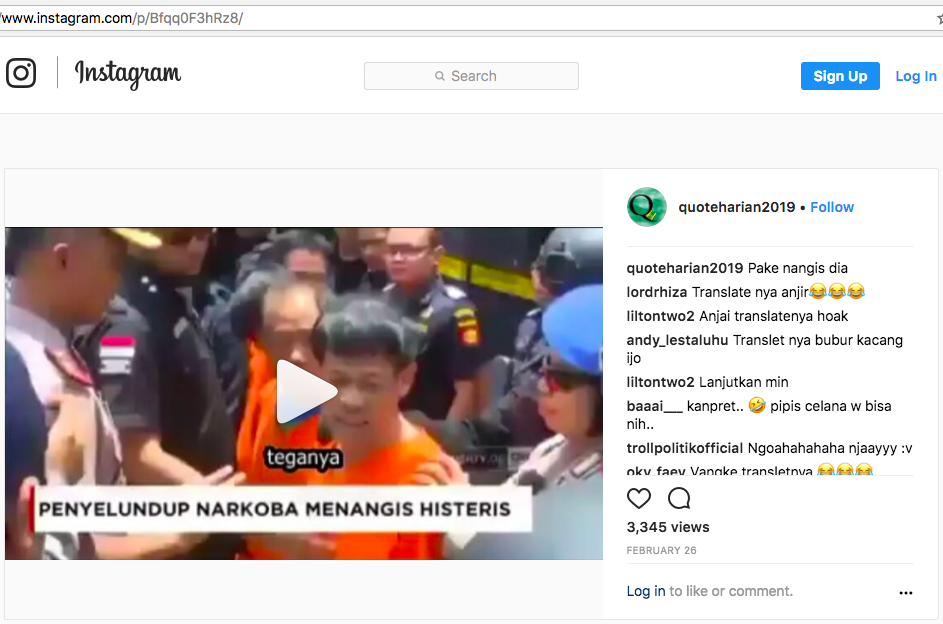 /www.instagram.com/p/Bfqq0F3hRz8/
Instagram
Search
Sign Up
Log In
quoteharian2019 • Follow
quoteharian2019 Pake nangis dia
lordrhiza Translate nya anjir😂😂😂
liltontwo2 Anjai translatenya hoak
andy_lestaluhu Translet nya bubur kacang
ijo
liltontwo2 Lanjutkan min
baaai___ kanpret.. 🤣 pipis celana w bisa
nih..
trollpolitikofficial Ngoahahahaha njaayyy :v
oky_faey Vangke transletnya 😂😂😂
teganya
PENYELUNDUP NARKOBA MENANGIS HISTERIS
3,345 views
FEBRUARY 26
Log in to like or comment.